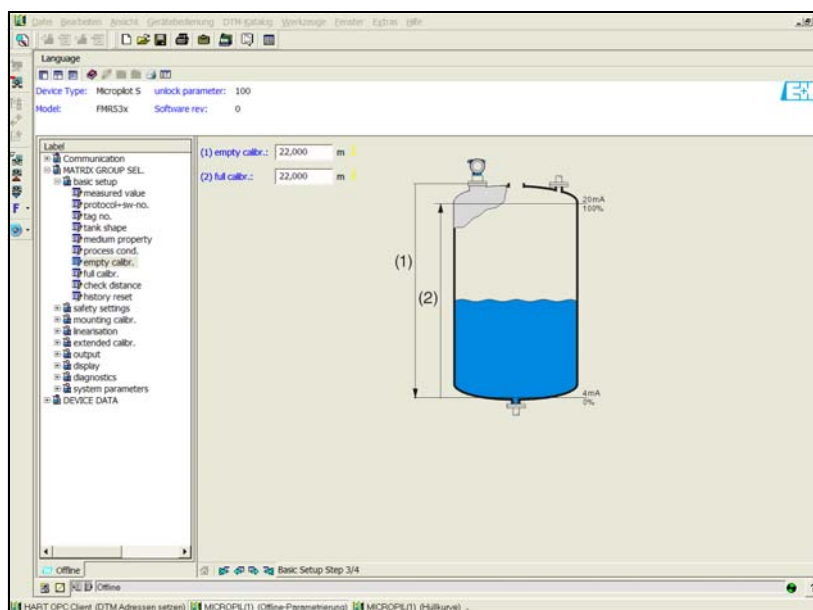 Datei Bearbeiten Ansicht Gerätebedienung DTM-Katalog Werkzeuge Fenster Extras Hilfe
Language
Device Type: Micropilot S unlock parameter: 100
Model: FMR53x Software rev: 0
E+H
Label
Communication
MATRIX GROUP SEL.
basic setup
measured value
protocol+sw-no.
tag no.
tank shape
medium property
process cond.
empty calibr.
full calibr.
check distance
history reset
safety settings
mounting calibr.
linearisation
extended calibr.
output
display
diagnostics
system parameters
DEVICE DATA
(1) empty calbr.: 22,000 m
(2) full calbr.: 22,000 m
20mA
100%
(1)
(2)
4mA
0%
F
Offline
Basic Setup Step 3/4
Offline
HART OPC Client (DTM Adressen setzen) MICROPIL(1) (Offline-Parametrierung) MICROPIL(1) (Hüllkurve)